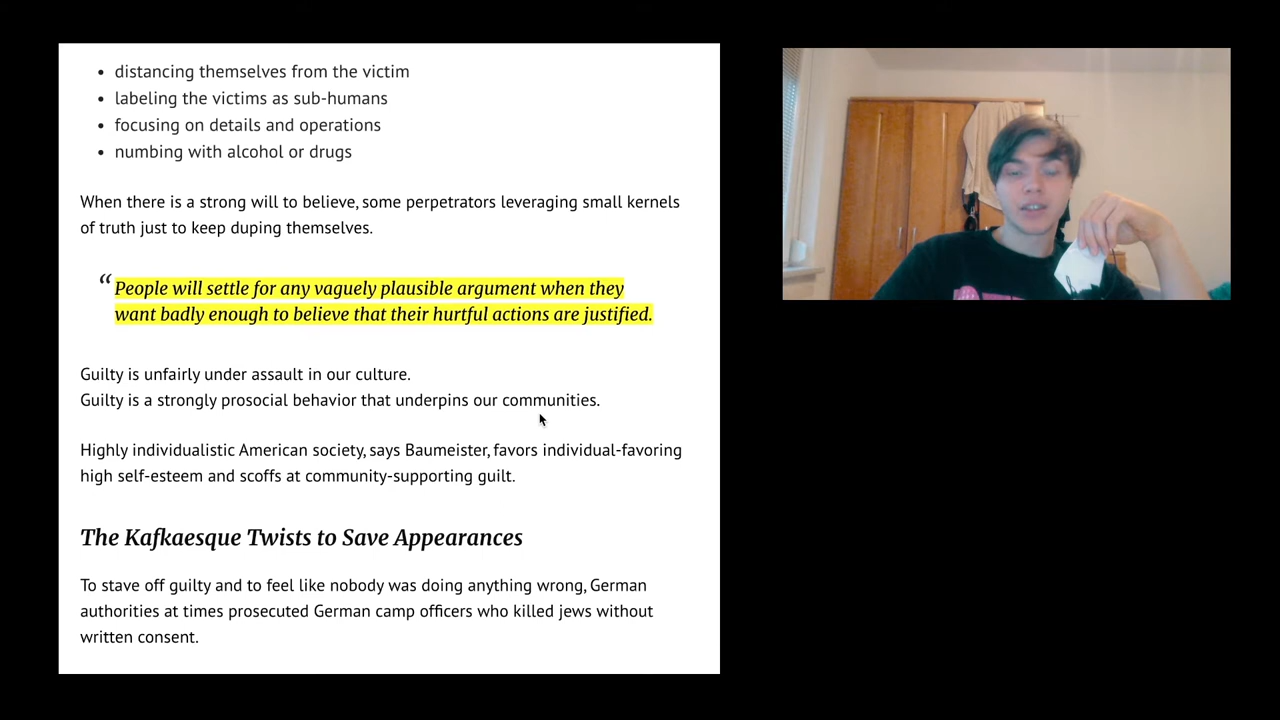 • distancing themselves from the victim
• labeling the victims as sub-humans
• focusing on details and operations
• numbing with alcohol or drugs
When there is a strong will to believe, some perpetrators leveraging small kernels
of truth just to keep duping themselves.
“ People will settle for any vaguely plausible argument when they
want badly enough to believe that their hurtful actions are justified.
Guilty is unfairly under assault in our culture.
Guilty is a strongly prosocial behavior that underpins our communities.
Highly individualistic American society, says Baumeister, favors individual-favoring
high self-esteem and scoffs at community-supporting guilt.
The Kafkaesque Twists to Save Appearances
To stave off guilty and to feel like nobody was doing anything wrong, German
authorities at times prosecuted German camp officers who killed jews without
written consent.